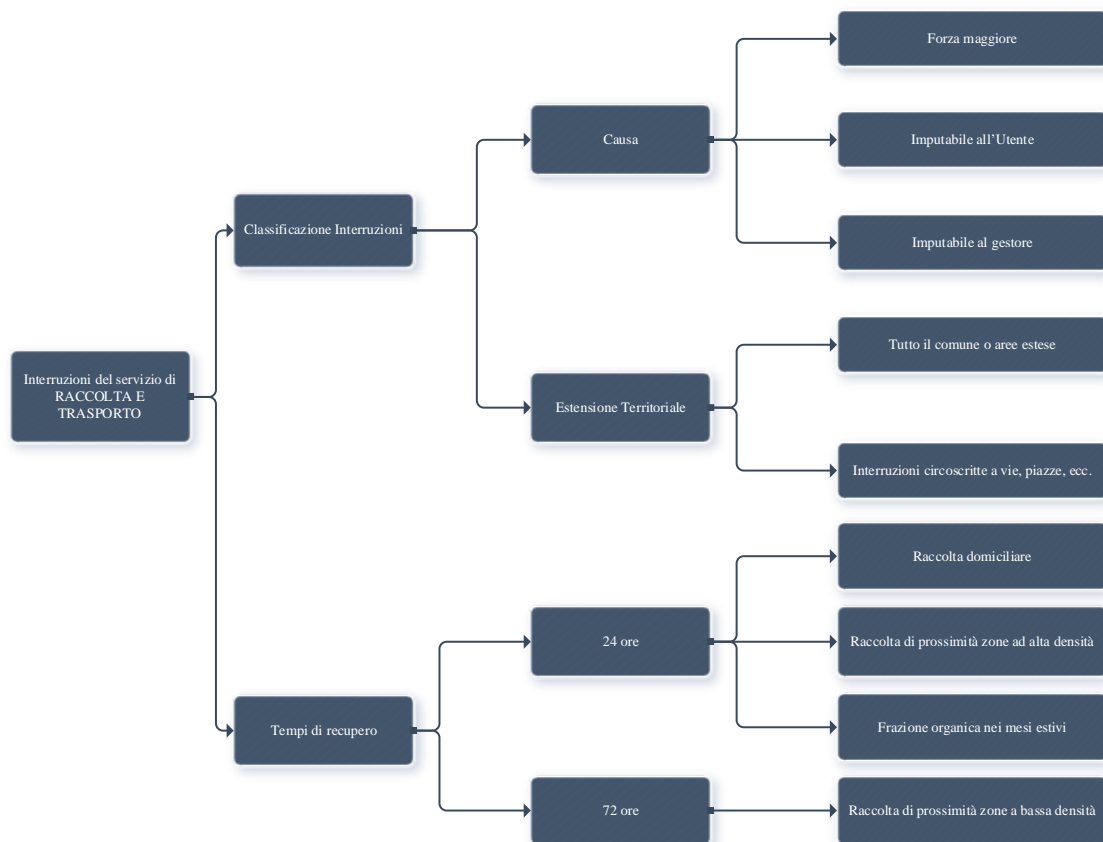 Interruzioni del servizio di
RACCOLTA E
TRASPORTO
Classificazione Interruzioni
Causa
Forza maggiore
Imputabile all’Utente
Imputabile al gestore
Estensione Territoriale
Tutto il comune o aree estese
Interruzioni circoscritte a vie, piazze, ecc.
Tempi di recupero
24 ore
Raccolta domiciliare
Raccolta di prossimità zone ad alta densità
Frazione organica nei mesi estivi
72 ore
Raccolta di prossimità zone a bassa densità